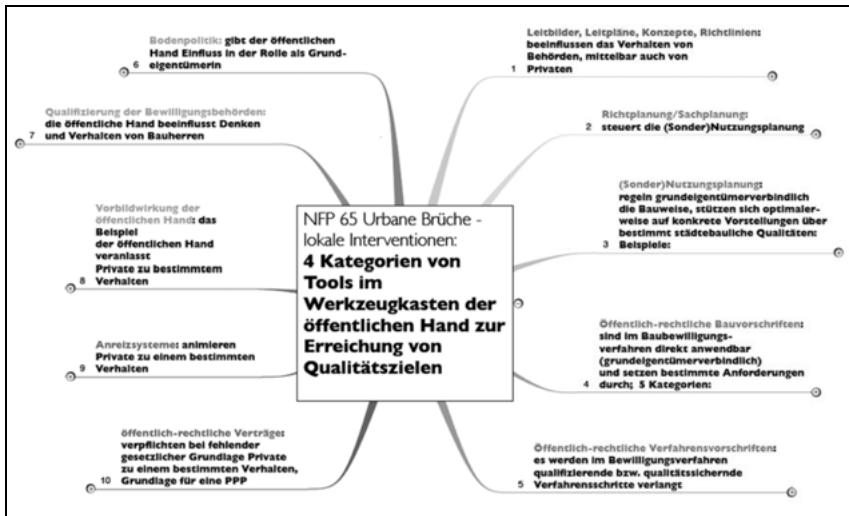 NFP 65 Urbane Brüche -
lokale Interventionen:
4 Kategorien von
Tools im
Werkzeugkasten der
öffentlichen Hand zur
Erreichung von
Qualitätszielen
Leitbilder, Leitpläne, Konzepte, Richtlinien:
beeinflussen das Verhalten von
Behörden, mittelbar auch von
1 Privaten
Richtplanung/Sachplanung:
2 steuert die (Sonder)Nutzungsplanung
(Sonder)Nutzungsplanung:
regeln grundeigentümerverbindlich
die Bauweise, stützen sich optimaler-
weise auf konkrete Vorstellungen über
bestimmt städtebauliche Qualitäten:
3 Beispiele:
Öffentlich-rechtliche Bauvorschriften:
sind im Baubewilligungs-
verfahren direkt anwendbar
(grundeigentümerverbindlich)
und setzen bestimmte Anforderungen
4 durch; 5 Kategorien:
Öffentlich-rechtliche Verfahrensvorschriften:
es werden im Bewilligungsverfahren
qualifizierende bzw. qualitätssichernde
5 Verfahrensschritte verlangt
Bodenpolitik: gibt der öffentlichen
Hand Einfluss in der Rolle als Grund-
6 eigentümerin
Qualifizierung der Bewilligungsbehörden:
die öffentliche Hand beeinflusst Denken
7 und Verhalten von Bauherren
Vorbildwirkung der
öffentlichen Hand: das
Beispiel
der öffentlichen Hand
veranlasst
Private zu bestimmtem
8 Verhalten
Anreizsysteme: animieren
Private zu einem bestimmten
9 Verhalten
öffentlich-rechtliche Verträge:
verpflichten bei fehlender
gesetzlicher Grundlage Private
zu einem bestimmten Verhalten,
10 Grundlage für eine PPP